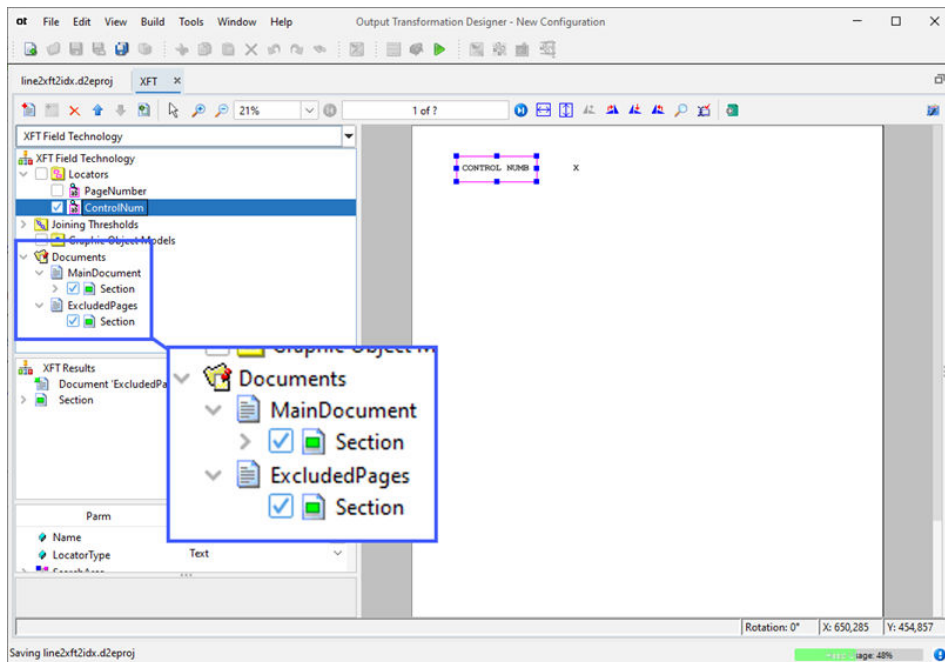 ot File Edit View Build Tools Window Help Output Transformation Designer - New Configuration
line2xft2idx.d2eproj XFT
21% 1 of ?
XFT Field Technology
XFT Field Technology
Locators
PageNumber
ControlNum
Joining Thresholds
Graphic Object Models
Documents
MainDocument
Section
ExcludedPages
Section
CONTROL NUMB X
XFT Results
Document 'ExcludedPa
Section
Documents
MainDocument
Section
ExcludedPages
Section
Parm
Name
LocatorType Text
Rotation: 0° X: 650,285 Y: 454,857
Saving line2xft2idx.d2eproj sage: 48%